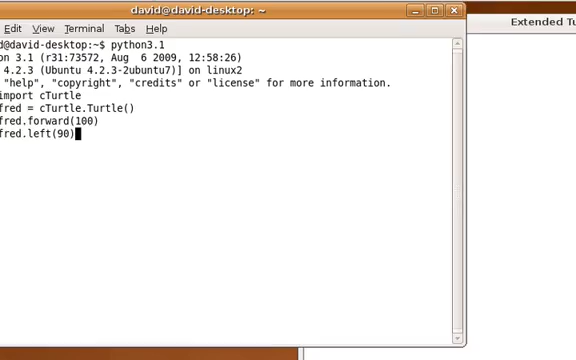 david@david-desktop: ~
Extended Tu
Edit View Terminal Tabs Help
d@david-desktop:~$ python3.1
on 3.1 (r31:73572, Aug 6 2009, 12:58:26)
4.2.3 (Ubuntu 4.2.3-2ubuntu7)] on linux2
"help", "copyright", "credits" or "license" for more information.
import cTurtle
fred = cTurtle.Turtle()
fred.forward(100)
fred.left(90)